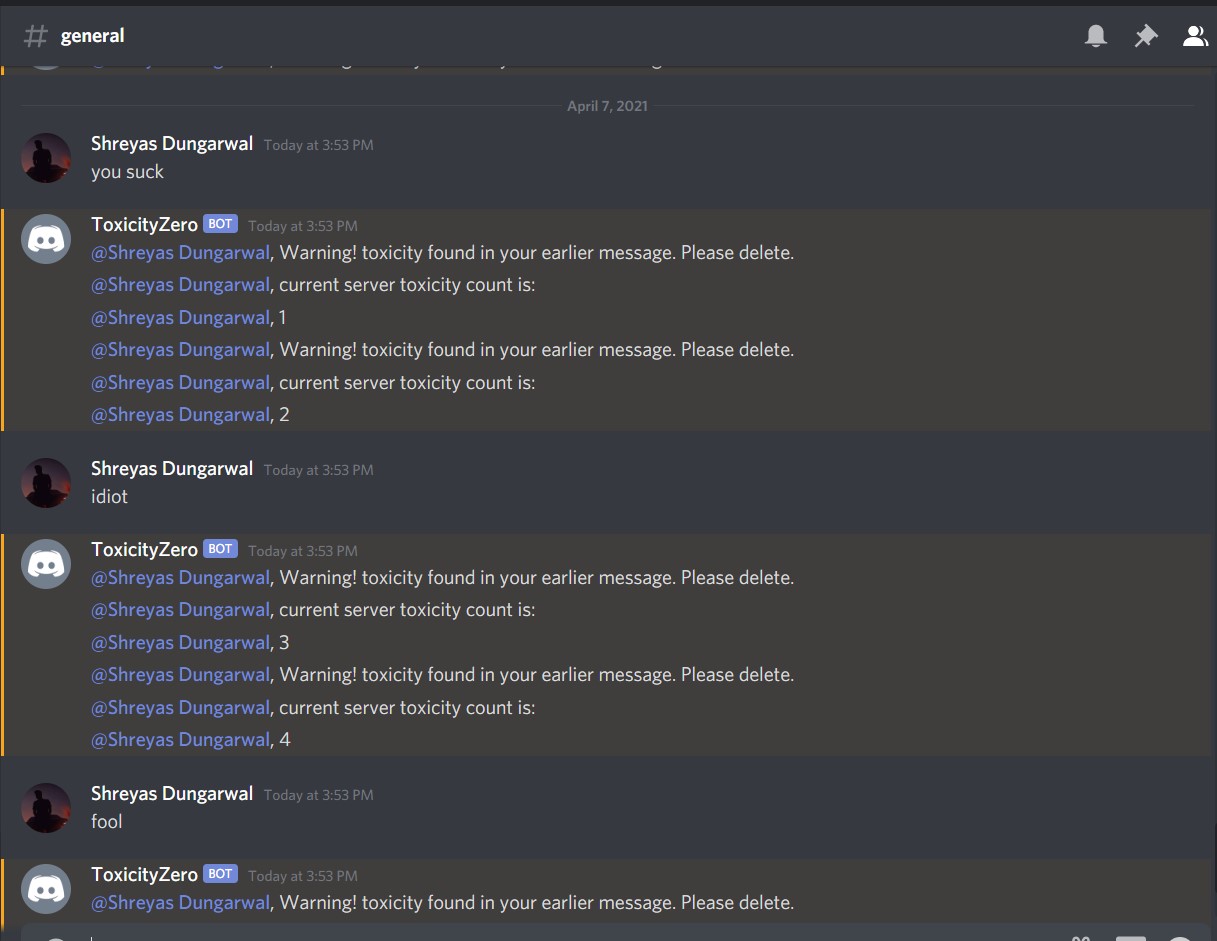 # general
April 7, 2021
Shreyas Dungarwal Today at 3:53 PM
you suck
ToxicityZero BOT Today at 3:53 PM
@Shreyas Dungarwal, Warning! toxicity found in your earlier message. Please delete.
@Shreyas Dungarwal, current server toxicity count is:
@Shreyas Dungarwal, 1
@Shreyas Dungarwal, Warning! toxicity found in your earlier message. Please delete.
@Shreyas Dungarwal, current server toxicity count is:
@Shreyas Dungarwal, 2
Shreyas Dungarwal Today at 3:53 PM
idiot
ToxicityZero BOT Today at 3:53 PM
@Shreyas Dungarwal, Warning! toxicity found in your earlier message. Please delete.
@Shreyas Dungarwal, current server toxicity count is:
@Shreyas Dungarwal, 3
@Shreyas Dungarwal, Warning! toxicity found in your earlier message. Please delete.
@Shreyas Dungarwal, current server toxicity count is:
@Shreyas Dungarwal, 4
Shreyas Dungarwal Today at 3:53 PM
fool
ToxicityZero BOT Today at 3:53 PM
@Shreyas Dungarwal, Warning! toxicity found in your earlier message. Please delete.